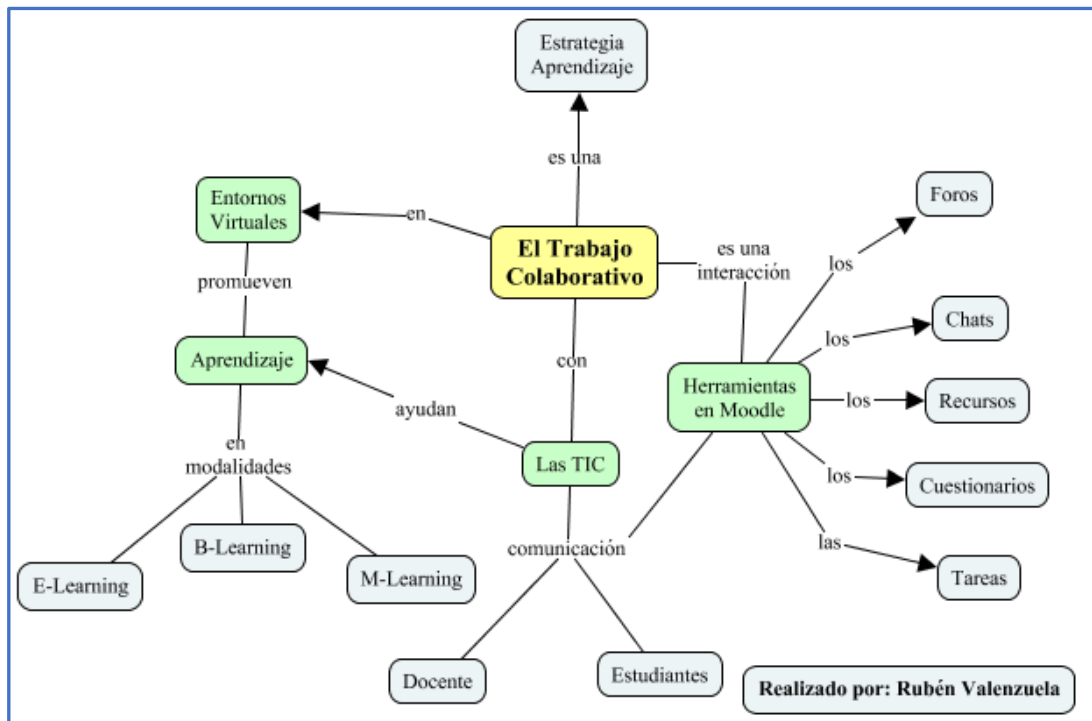 Estrategia
Aprendizaje
es una
Entornos
Virtuales
en
El Trabajo
Colaborativo
es una
interacción
Foros
los
promueven
Chats
los
Aprendizaje
con
Herramientas
en Moodle
los
Recursos
ayudan
en
modalidades
Las TIC
los
Cuestionarios
B-Learning
comunicación
las
E-Learning
M-Learning
Tareas
Docente
Estudiantes
Realizado por: Rubén Valenzuela